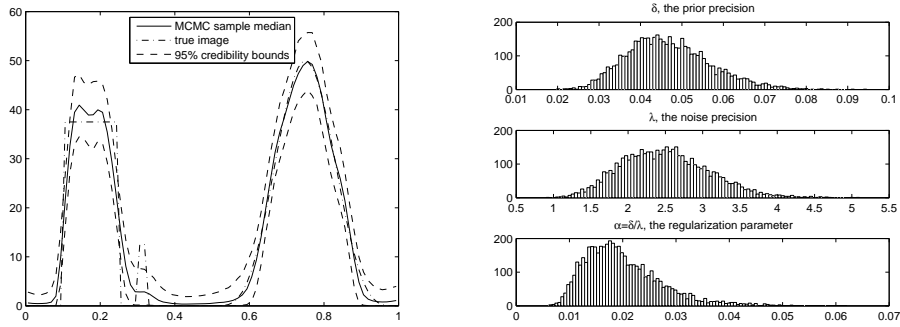 60
50
40
30
20
10
0
0 0.2 0.4 0.6 0.8 1
MCMC sample median
true image
95% credibility bounds
δ, the prior precision
200
100
0
0.01 0.02 0.03 0.04 0.05 0.06 0.07 0.08 0.09 0.1
λ, the noise precision
200
100
0
0.5 1 1.5 2 2.5 3 3.5 4 4.5 5 5.5
α=δ/λ, the regularization parameter
200
100
0
0 0.01 0.02 0.03 0.04 0.05 0.06 0.07